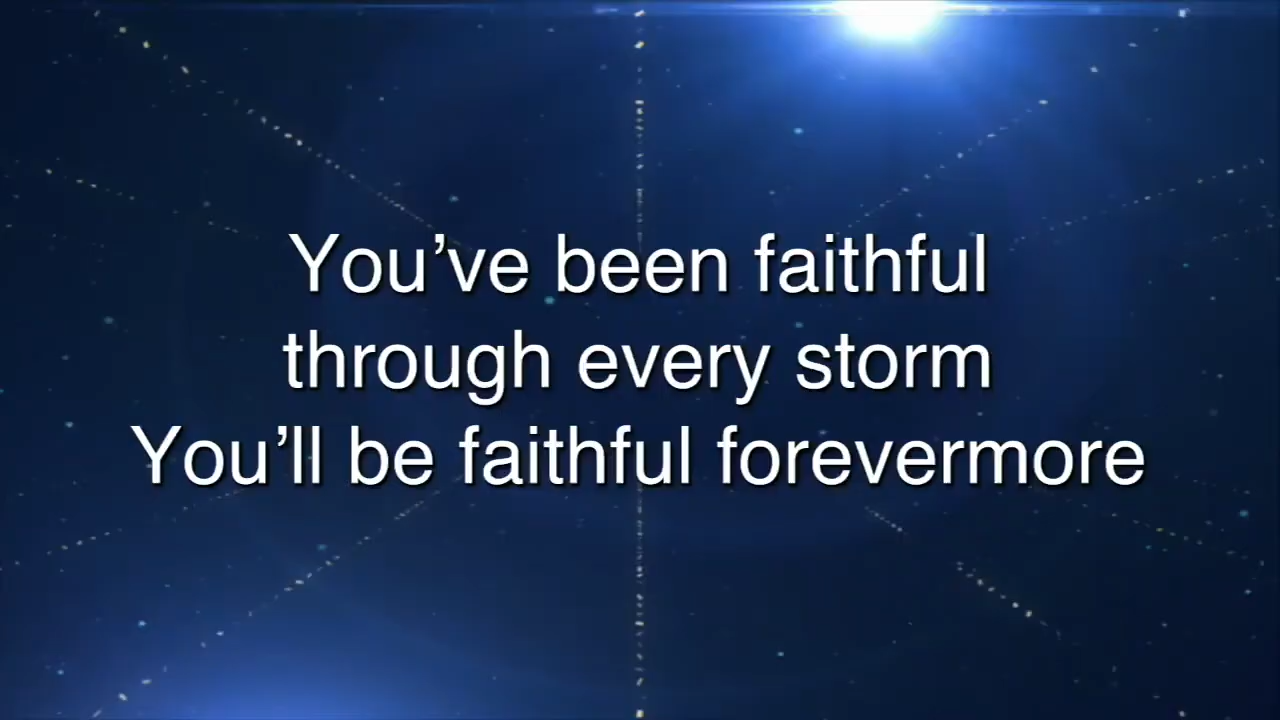 You’ve been faithful
through every storm
You’ll be faithful forevermore